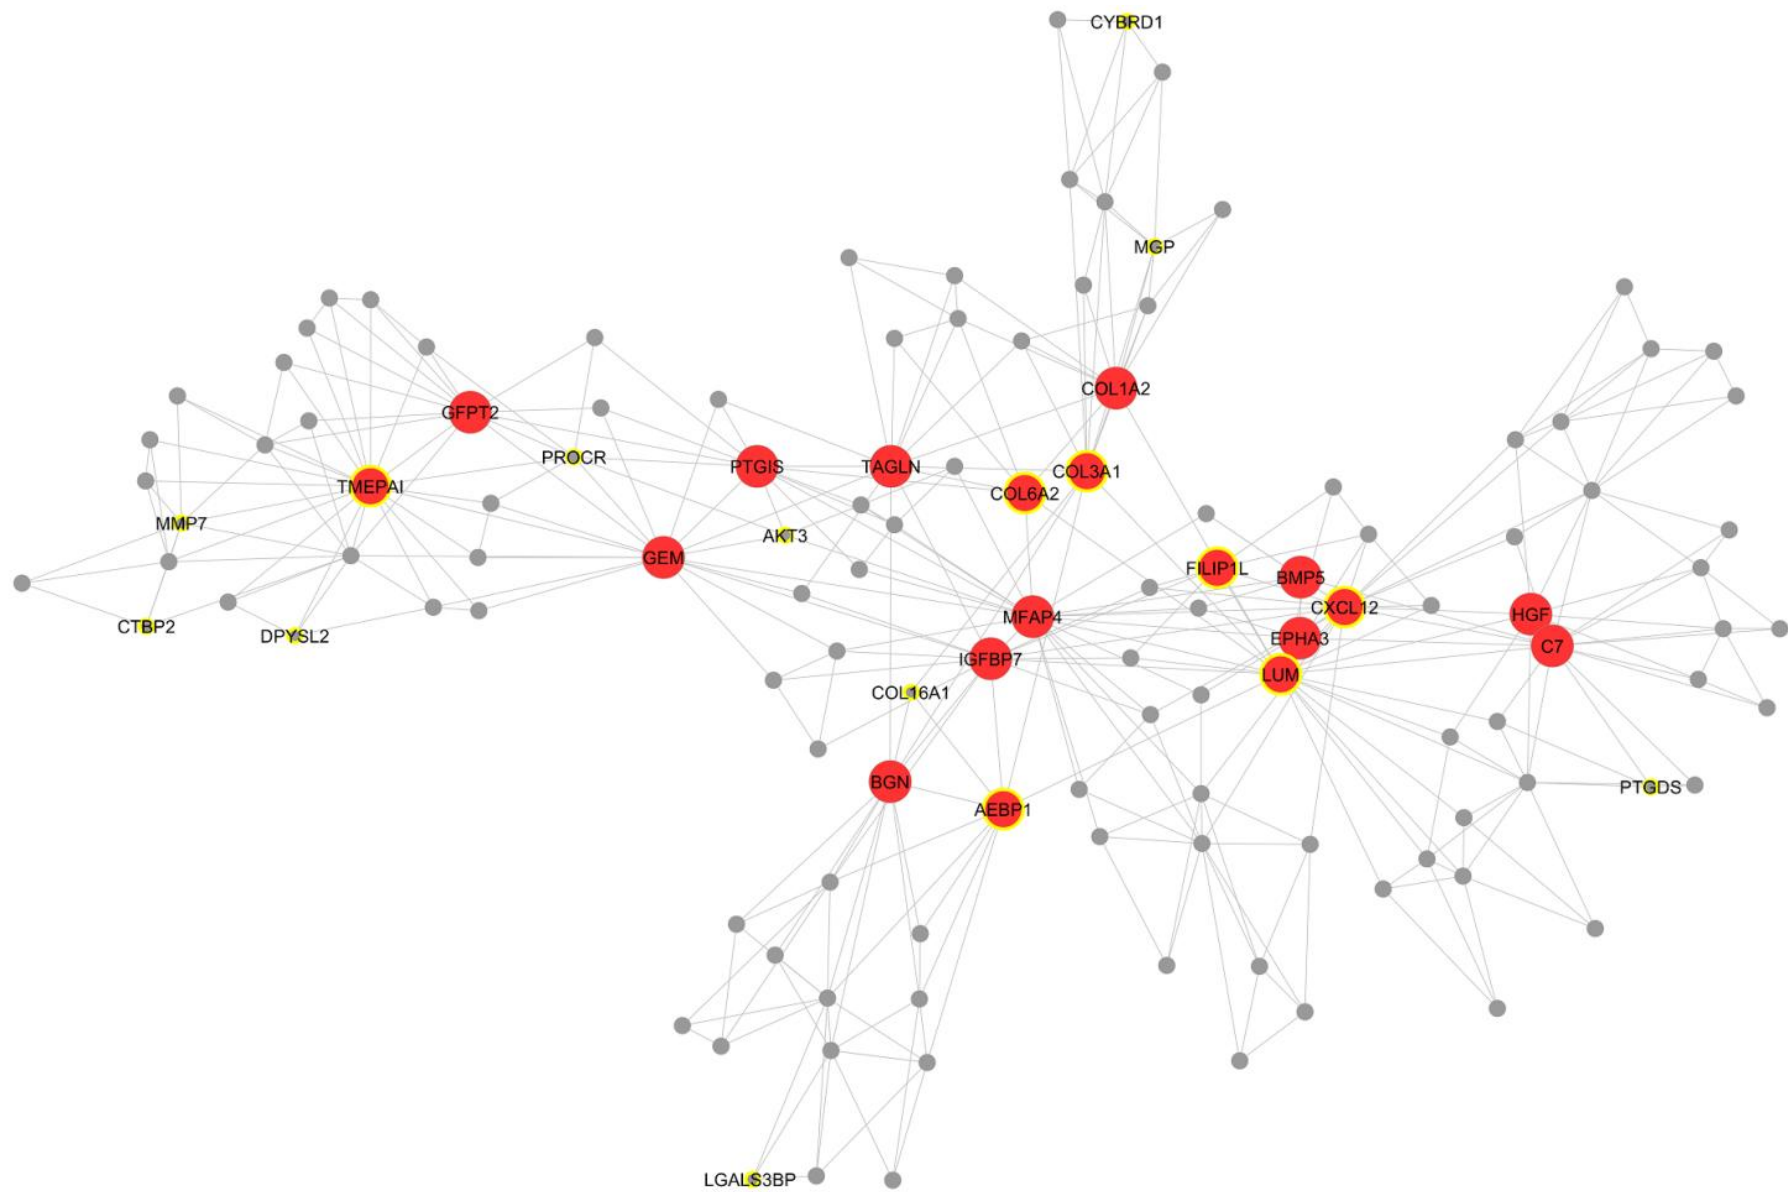 CYBRD1
MGP
COL1A2
GFPT2
PROCR
PTGIS
TAGLN
COL3A1
COL6A2
TMEPAI
MMP7
AKT3
GEM
FILIP1L
BMP5
CXCL12
MFAP4
HGF
CTBP2
DPYSL2
EPHA3
C7
IGFBP7
LUM
COL16A1
BGN
AEBP1
PTGDS
LGALS3BP